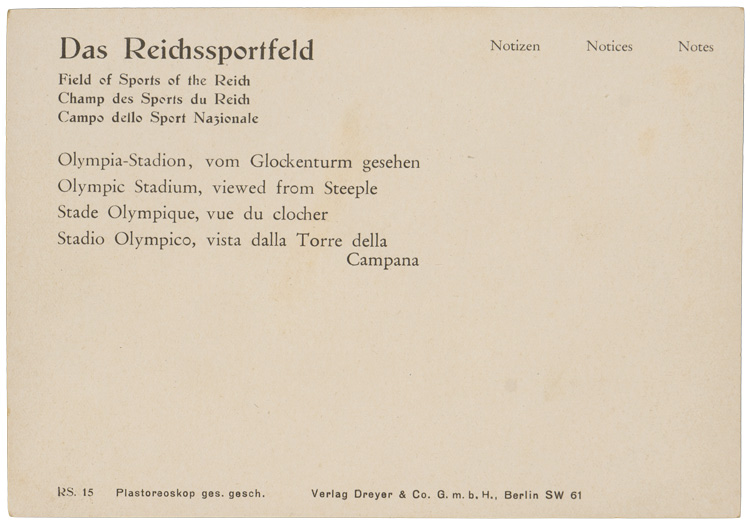 Das Reichssportfeld
Field of Sports of the Reich
Champ des Sports du Reich
Campo dello Sport Nazionale
Notizen Notices Notes
Olympia-Stadion, vom Glockenturm gesehen
Olympic Stadium, viewed from Steeple
Stade Olympique, vue du clocher
Stadio Olympico, vista dalla Torre della
Campana
RS. 15 Plastoreoskop ges. gesch. Verlag Dreyer & Co. G. m. b. H., Berlin SW 61